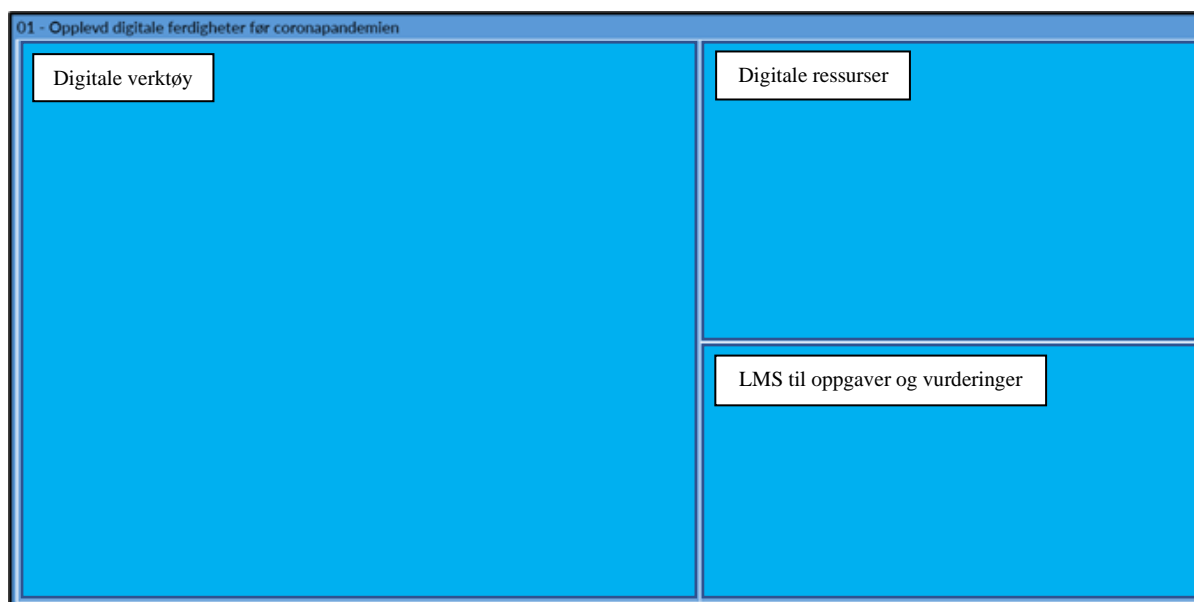 01 - Opplevd digitale ferdigheter før coronapandemien
Digitale verktøy
Digitale ressurser
LMS til oppgaver og vurderinger